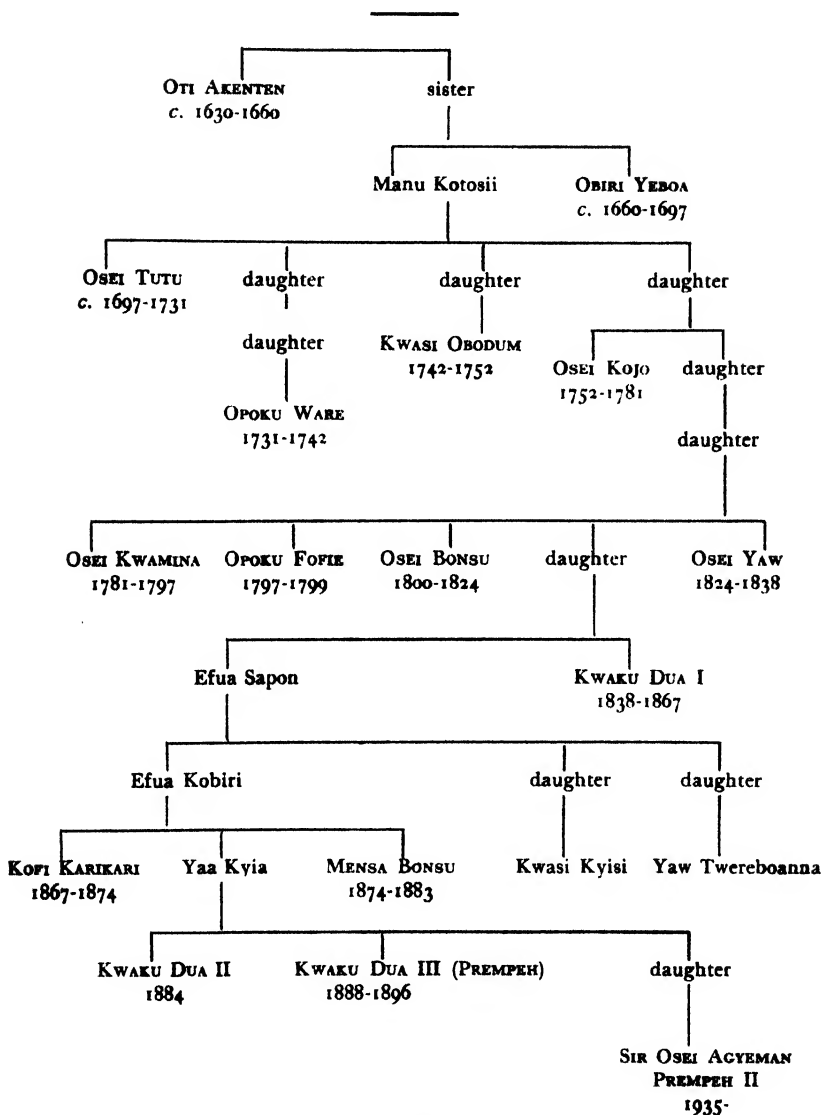 OTI AKENTEN sister
c. 1630-1660
Manu Kotosii OBIRI YEBOA
c. 1660-1697
OSEI TUTU daughter daughter daughter
c. 1697-1731
daughter KWASI OBODUM OSEI KOJO daughter
1742-1752 1752-1781
OPOKU WARE
1731-1742
daughter
OSEI KWAMINA OPOKU FOFIE OSEI BONSU daughter OSEI YAW
1781-1797 1797-1799 1800-1824 1824-1838
Efua Sapon KWAKU DUA I
1838-1867
Efua Kobiri daughter daughter
KOFI KARIKARI Yaa Kyia MENSA BONSU Kwasi Kyisi Yaw Twereboanna
1867-1874 1874-1883
KWAKU DUA II KWAKU DUA III (PREMPEH) daughter
1884 1888-1896
SIR OSEI AGYEMAN
PREMPEH II
1935-